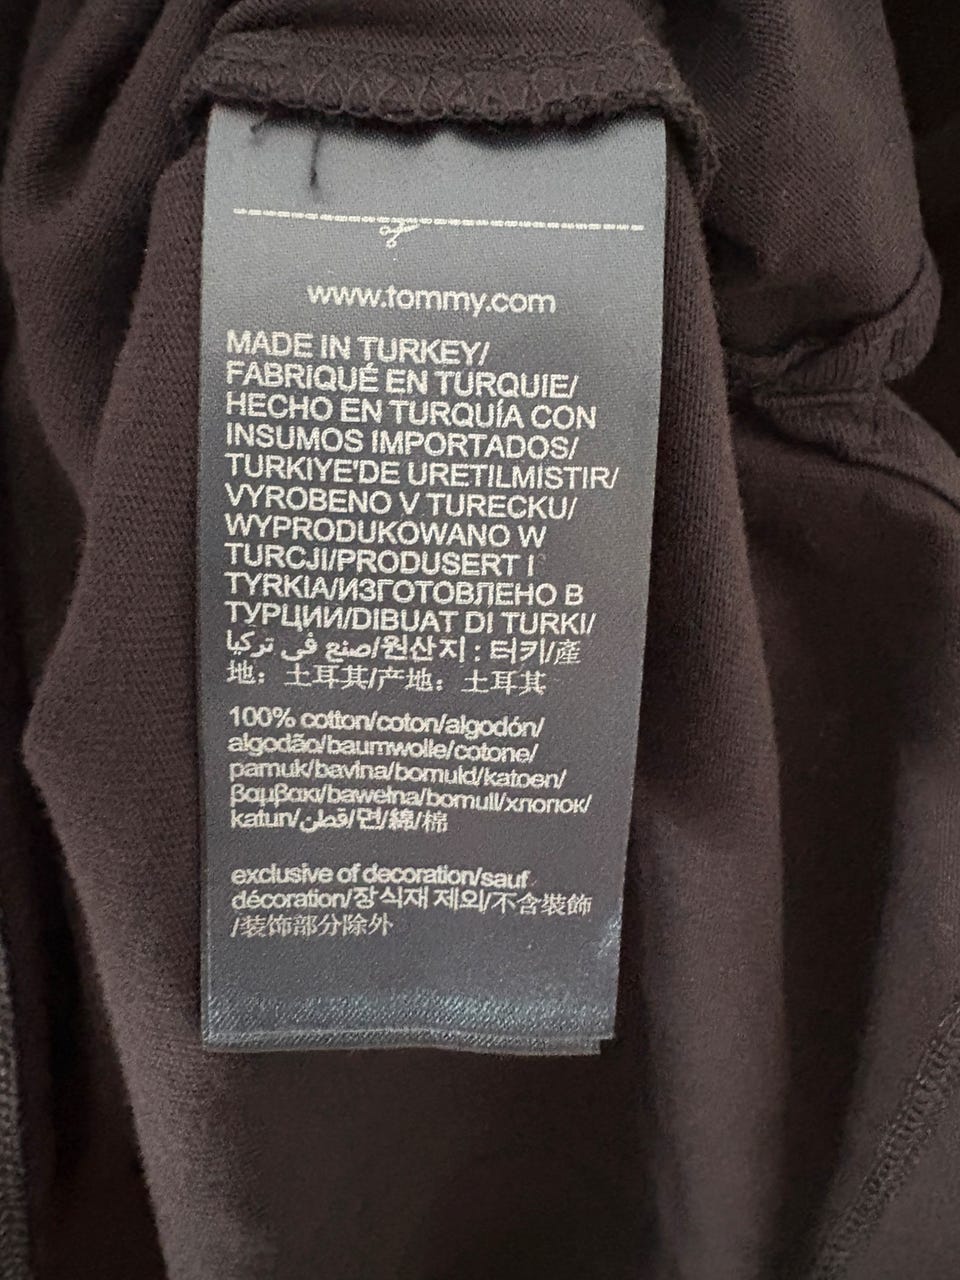 www.tommy.com
MADE IN TURKEY/
FABRIQUÉ EN TURQUIE/
HECHO EN TURQUÍA CON
INSUMOS IMPORTADOS/
TURKIYE'DE URETILMISTIR/
VYROBENO V TURECKU/
WYPRODUKOWANO W
TURCJI/PRODUSERT I
TYRKIA/ИЗГОТОВЛЕНО В
ТУРЦИИ/DIBUAT DI TURKI/
صنع في تركيا/원산지 : 터키/產
地：土耳其/产地：土耳其
100% cotton/coton/algodón/
algodão/baumwolle/cotone/
pamuk/bavlna/bomuld/katoen/
βαμβακι/bawełna/bomull/хлопок/
katun/قطن/면/綿/棉
exclusive of decoration/sauf
décoration/장식재 제외/不含裝飾
/装饰部分除外